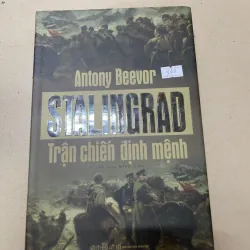 Antony Beevor
STALINGRAD
Trận chiến định mệnh